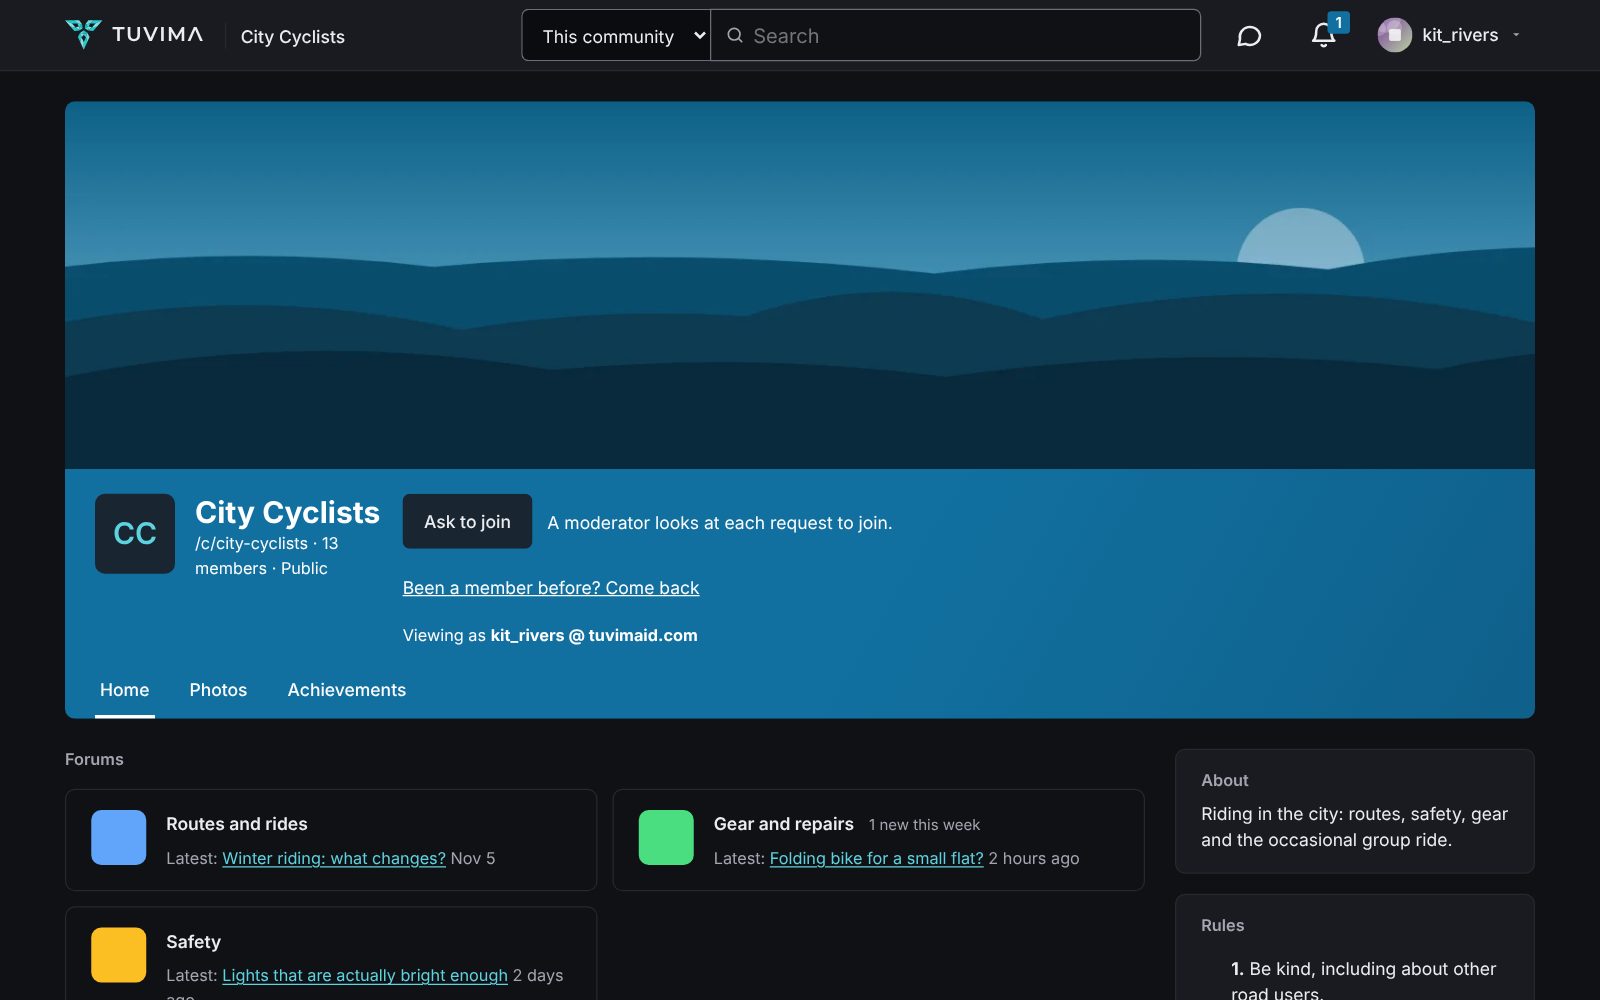 TUVIMA
City Cyclists
This community
Search
1
kit_rivers
CC
City Cyclists
/c/city-cyclists · 13
members · Public
Ask to join
A moderator looks at each request to join.
Been a member before? Come back
Viewing as kit_rivers @ tuvimaid.com
Home
Photos
Achievements
Forums
Routes and rides
Latest: Winter riding: what changes? Nov 5
Gear and repairs 1 new this week
Latest: Folding bike for a small flat? 2 hours ago
Safety
Latest: Lights that are actually bright enough 2 days
ago
About
Riding in the city: routes, safety, gear
and the occasional group ride.
Rules
1. Be kind, including about other
road users.